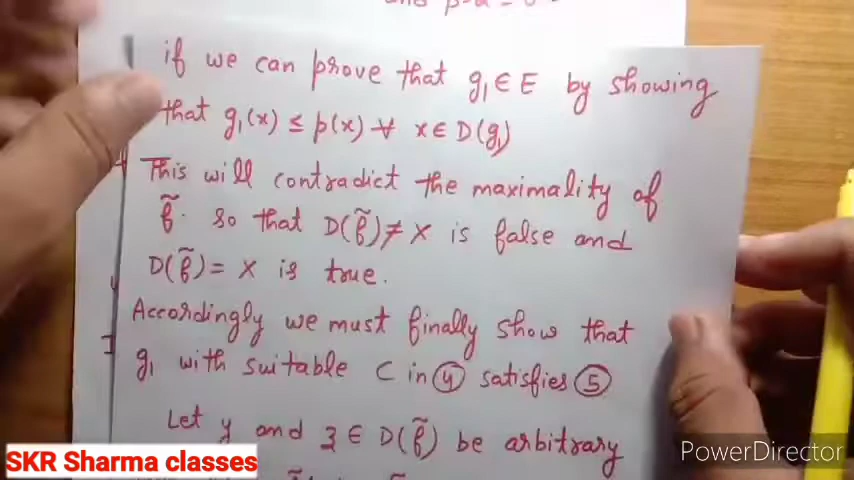 if we can prove that g₁ ∈ E by showing
that g₁(x) ≤ p(x) ∀ x ∈ D(g₁)
This will contradict the maximality of
f̃. so that D(f̃) ≠ X is false and
D(f̃) = X is true.
Accordingly we must finally show that
g₁ with suitable C in ④ satisfies ⑤
Let y and z ∈ D(f̃) be arbitrary
SKR Sharma classes
PowerDirector